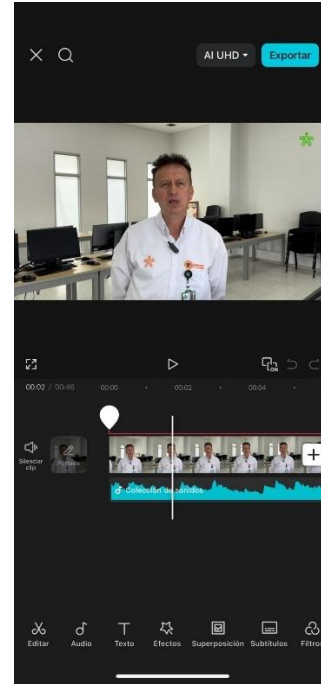 AI UHD
Exportar
ON
00:02 / 00:46
00:00
00:02
00:04
Silenciar
clip
Portada
Colección de sonidos
Editar
Audio
Texto
Efectos
Superposición
Subtítulos
Filtros